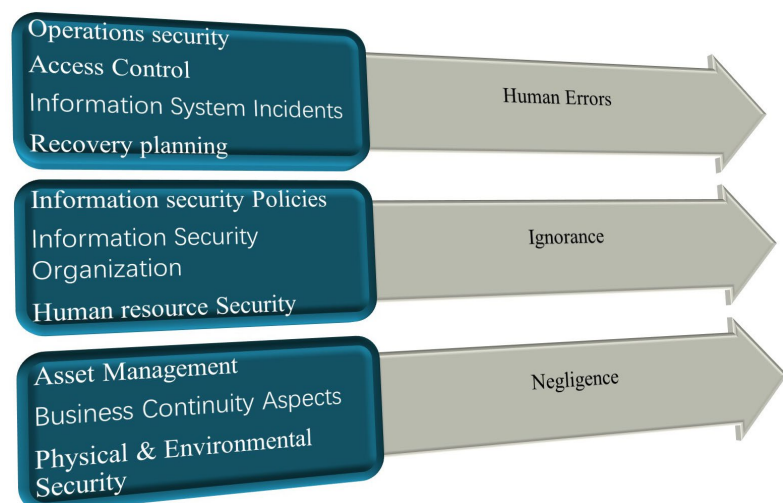 Operations security
Access Control
Information System Incidents
Recovery planning
Human Errors
Information security Policies
Information Security
Organization
Human resource Security
Ignorance
Asset Management
Business Continuity Aspects
Physical & Environmental
Security
Negligence